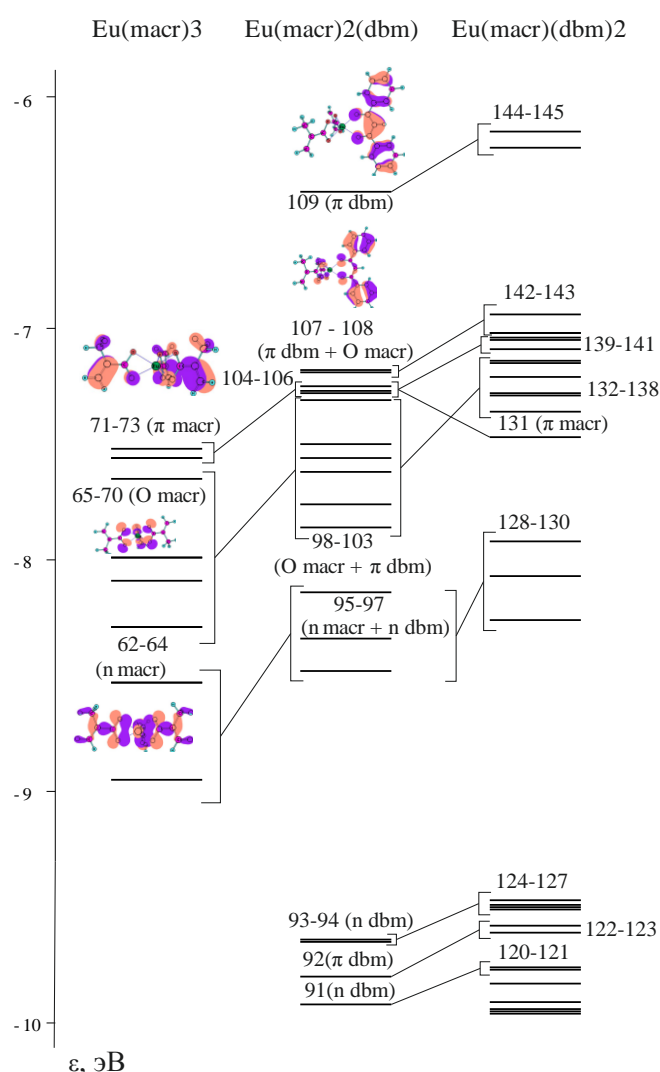 Eu(macr)3 Eu(macr)2(dbm) Eu(macr)(dbm)2
-6
144-145
109 (π dbm)
142-143
-7
107 - 108
(π dbm + O macr)
139-141
104-106
132-138
71-73 (π macr)
131 (π macr)
65-70 (O macr)
128-130
-8
98-103
(O macr + π dbm)
95-97
(n macr + n dbm)
62-64
(n macr)
-9
124-127
93-94 (n dbm)
122-123
92(π dbm)
120-121
91(n dbm)
-10
ε, эВ